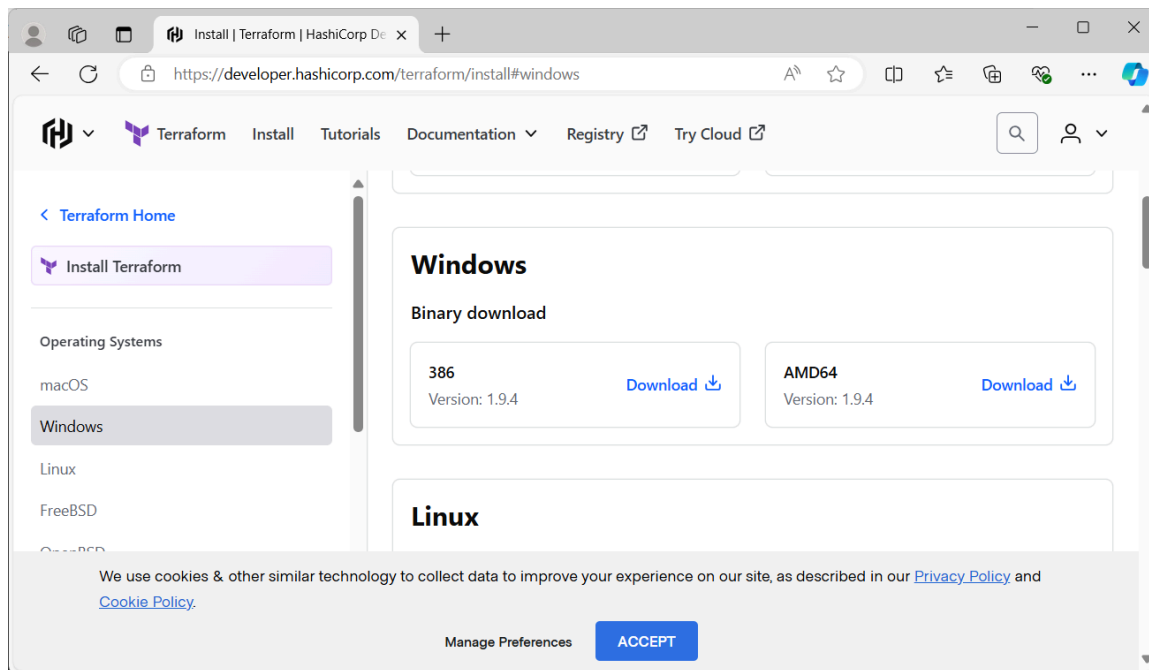 Install | Terraform | HashiCorp De
https://developer.hashicorp.com/terraform/install#windows
Terraform Install Tutorials Documentation Registry Try Cloud
Terraform Home
Install Terraform
Operating Systems
macOS
Windows
Linux
FreeBSD
OpenBSD
Windows
Binary download
386
Version: 1.9.4
Download
AMD64
Version: 1.9.4
Download
Linux
We use cookies & other similar technology to collect data to improve your experience on our site, as described in our Privacy Policy and
Cookie Policy.
Manage Preferences ACCEPT